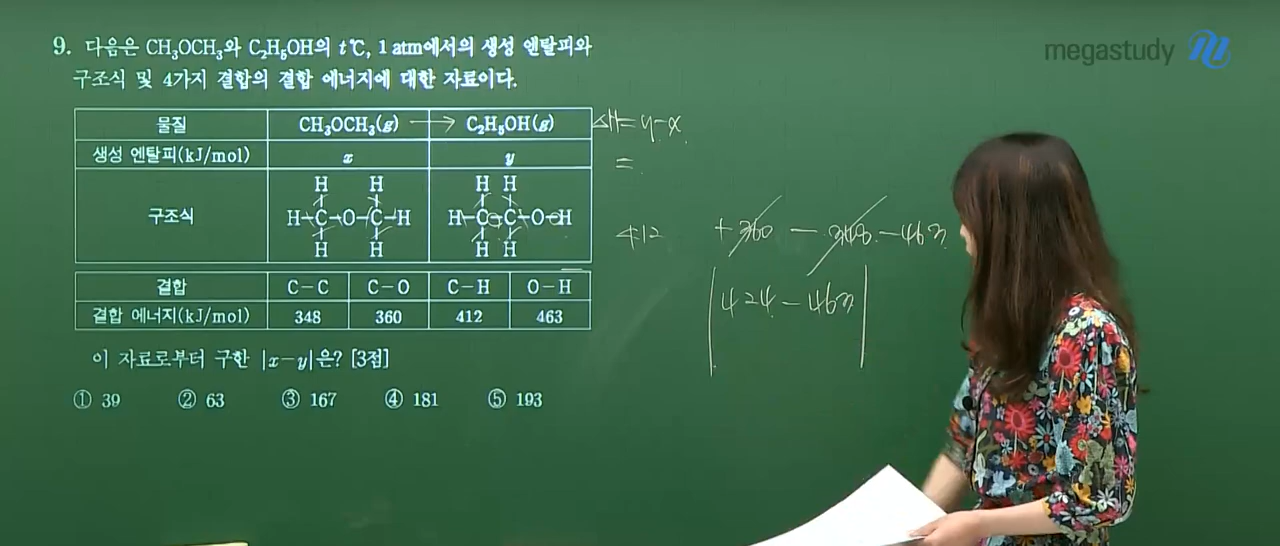 9. 다음은 CH₃OCH₃와 C₂H₅OH의 t℃, 1 atm에서의 생성 엔탈피와
megastudy
구조식 및 4가지 결합의 결합 에너지에 대한 자료이다.
물질 CH₃OCH₃(g) → C₂H₅OH(g) ΔH = y-x
생성 엔탈피(kJ/mol) x y =
H H H H
구조식 H-C-O-C-H H-C-C-O-H
H H H H
412 +360 - 348 - 463
결합 C-C C-O C-H O-H
결합 에너지(kJ/mol) 348 360 412 463
424 - 463
이 자료로부터 구한 |x-y|은? [3점]
① 39 ② 63 ③ 167 ④ 181 ⑤ 193